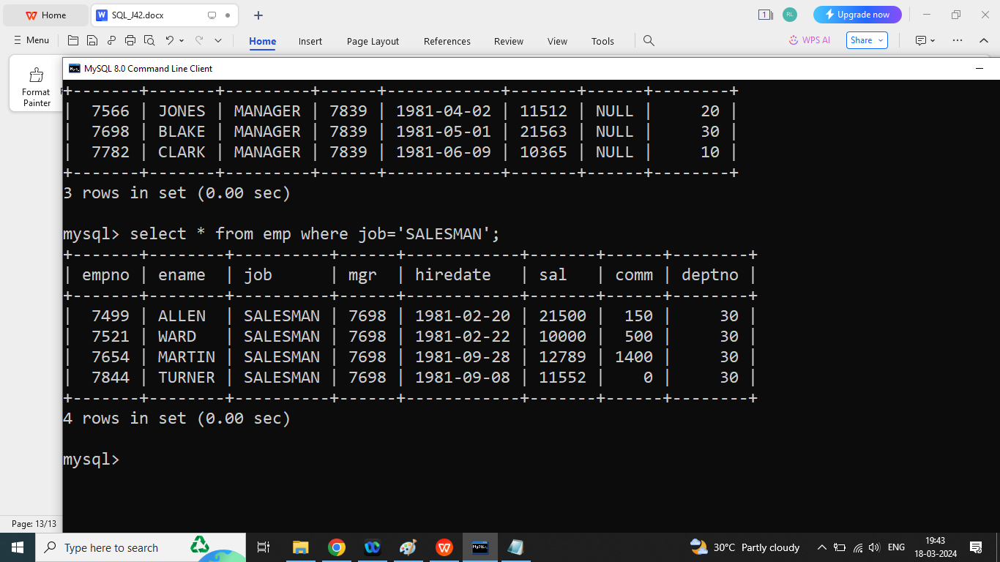 Home SQL_J42.docx + 1 RL Upgrade now
Menu Home Insert Page Layout References Review View Tools WPS AI Share
Format
Painter
MySQL 8.0 Command Line Client
+-------+-------+---------+------+------------+-------+------+--------+
|  7566 | JONES | MANAGER | 7839 | 1981-04-02 | 11512 | NULL |     20 |
|  7698 | BLAKE | MANAGER | 7839 | 1981-05-01 | 21563 | NULL |     30 |
|  7782 | CLARK | MANAGER | 7839 | 1981-06-09 | 10365 | NULL |     10 |
+-------+-------+---------+------+------------+-------+------+--------+
3 rows in set (0.00 sec)
mysql> select * from emp where job='SALESMAN';
+-------+--------+----------+------+------------+-------+------+--------+
| empno | ename  | job      | mgr  | hiredate   | sal   | comm | deptno |
+-------+--------+----------+------+------------+-------+------+--------+
|  7499 | ALLEN  | SALESMAN | 7698 | 1981-02-20 | 21500 |  150 |     30 |
|  7521 | WARD   | SALESMAN | 7698 | 1981-02-22 | 10000 |  500 |     30 |
|  7654 | MARTIN | SALESMAN | 7698 | 1981-09-28 | 12789 | 1400 |     30 |
|  7844 | TURNER | SALESMAN | 7698 | 1981-09-08 | 11552 |    0 |     30 |
+-------+--------+----------+------+------------+-------+------+--------+
4 rows in set (0.00 sec)
mysql>
Page: 13/13
Type here to search 30°C Partly cloudy ENG 19:43
18-03-2024